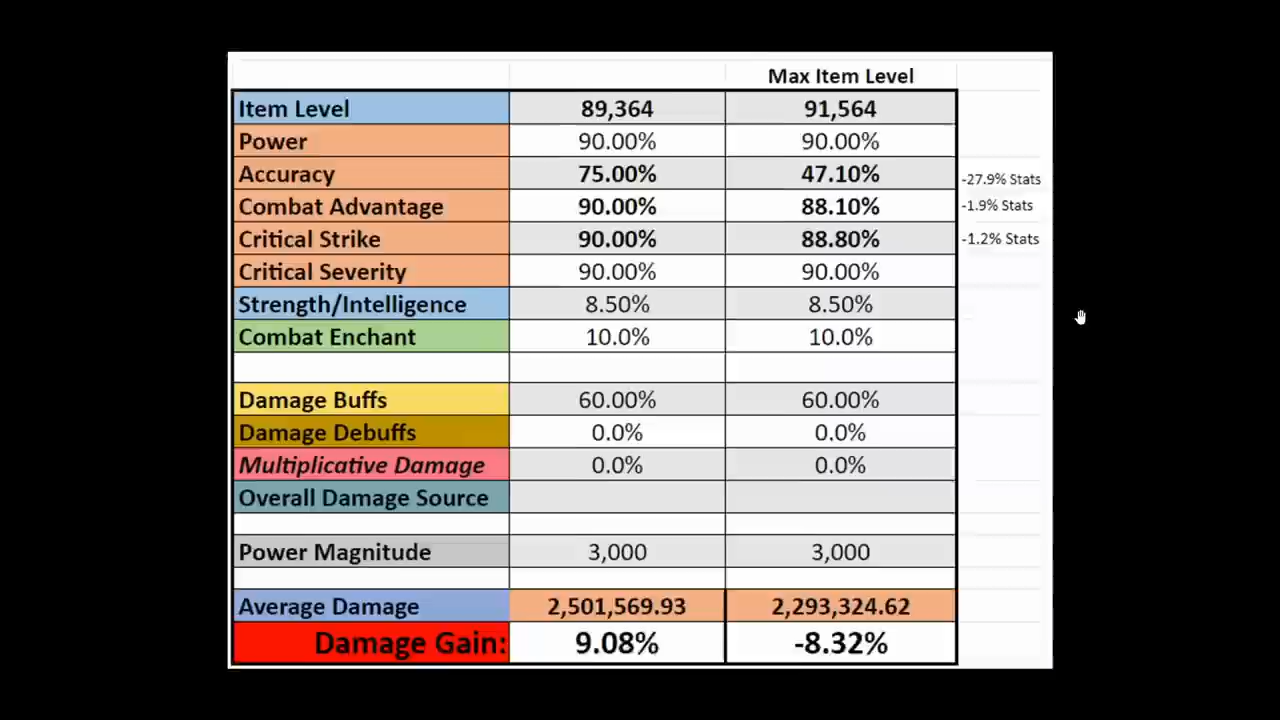 Max Item Level
Item Level 89,364 91,564
Power 90.00% 90.00%
Accuracy 75.00% 47.10% -27.9% Stats
Combat Advantage 90.00% 88.10% -1.9% Stats
Critical Strike 90.00% 88.80% -1.2% Stats
Critical Severity 90.00% 90.00%
Strength/Intelligence 8.50% 8.50%
Combat Enchant 10.0% 10.0%
Damage Buffs 60.00% 60.00%
Damage Debuffs 0.0% 0.0%
Multiplicative Damage 0.0% 0.0%
Overall Damage Source
Power Magnitude 3,000 3,000
Average Damage 2,501,569.93 2,293,324.62
Damage Gain: 9.08% -8.32%